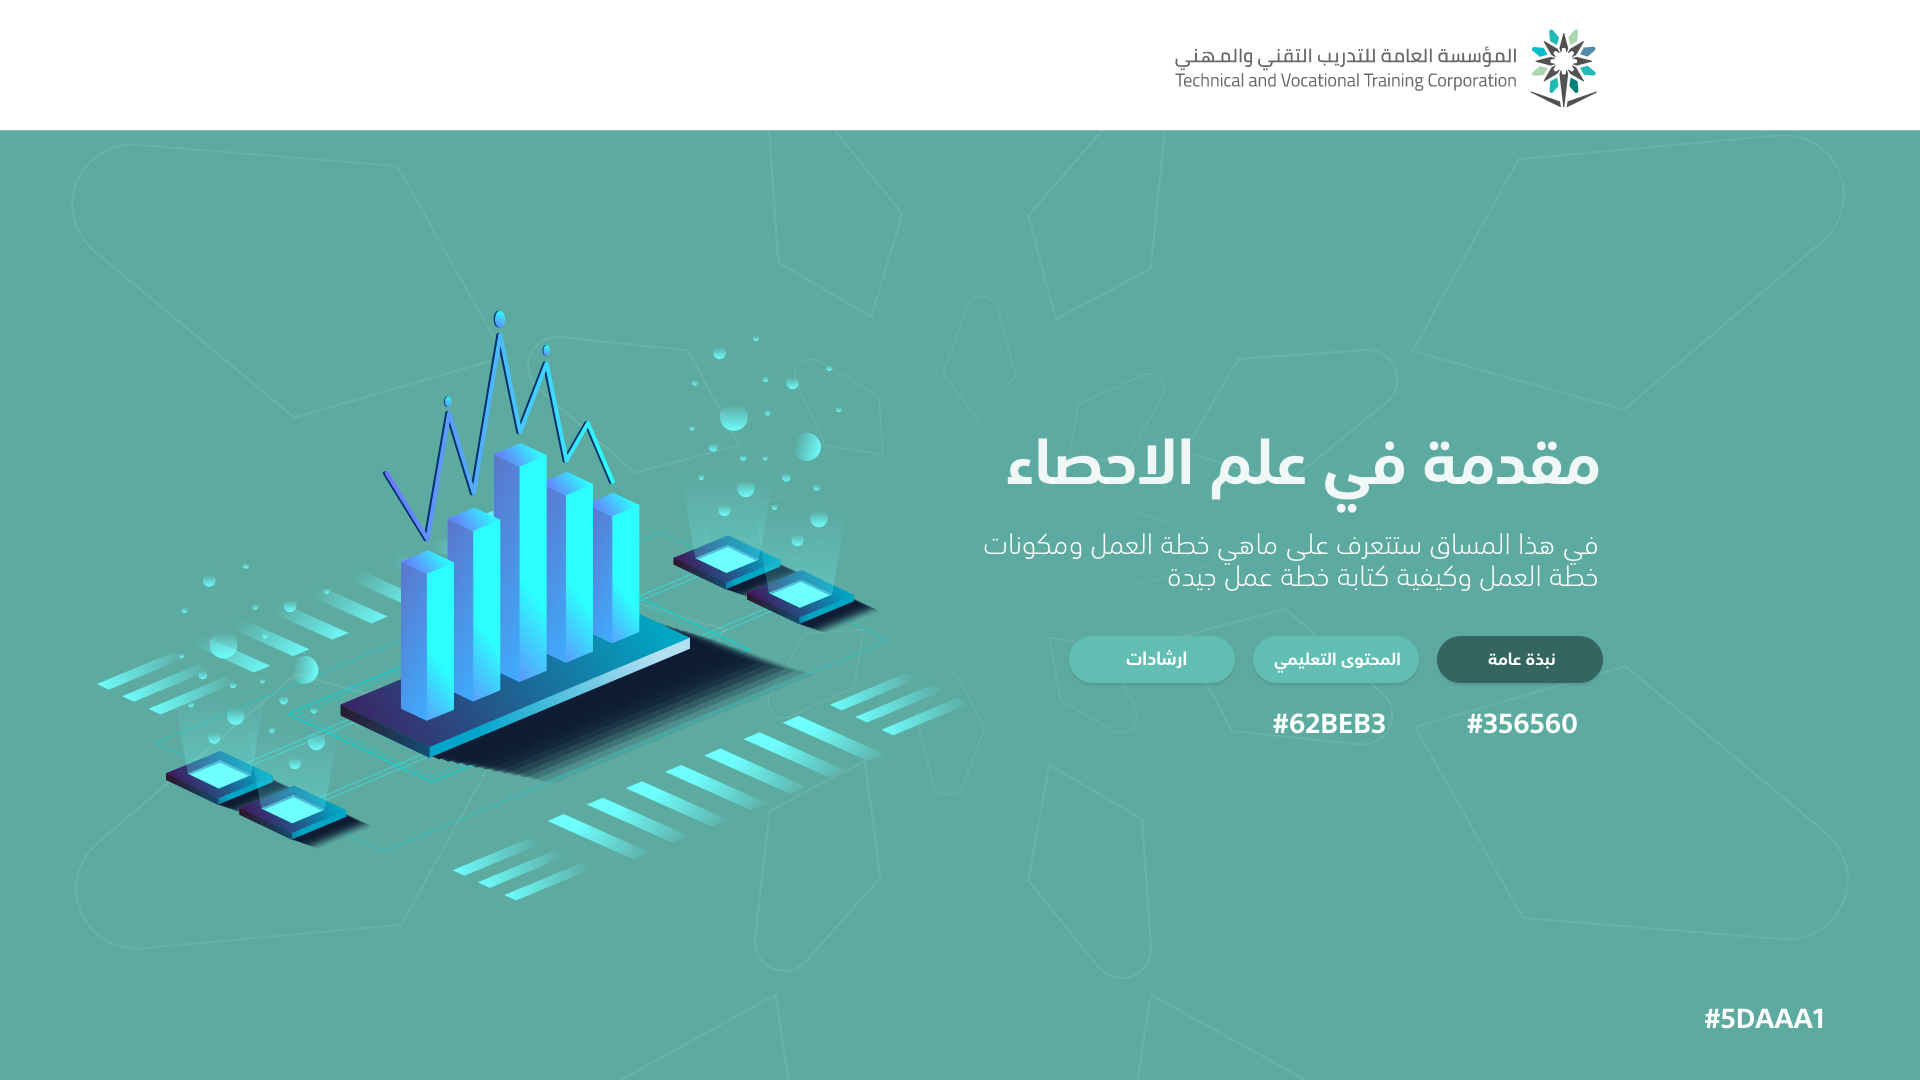 المؤسسة العامة للتدريب التقني والمهني
Technical and Vocational Training Corporation
مقدمة في علم الاحصاء
في هذا المساق ستتعرف على ماهي خطة العمل ومكونات
خطة العمل وكيفية كتابة خطة عمل جيدة
نبذة عامة
المحتوى التعليمي
ارشادات
#356560
#62BEB3
#5DAAA1